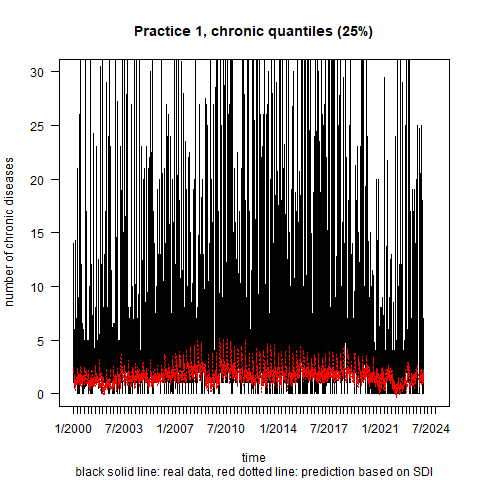 Practice 1, chronic quantiles (25%)
number of chronic diseases
30
25
20
15
10
5
0
1/2000 7/2003 1/2007 7/2010 1/2014 7/2017 1/2021 7/2024
time
black solid line: real data, red dotted line: prediction based on SDI